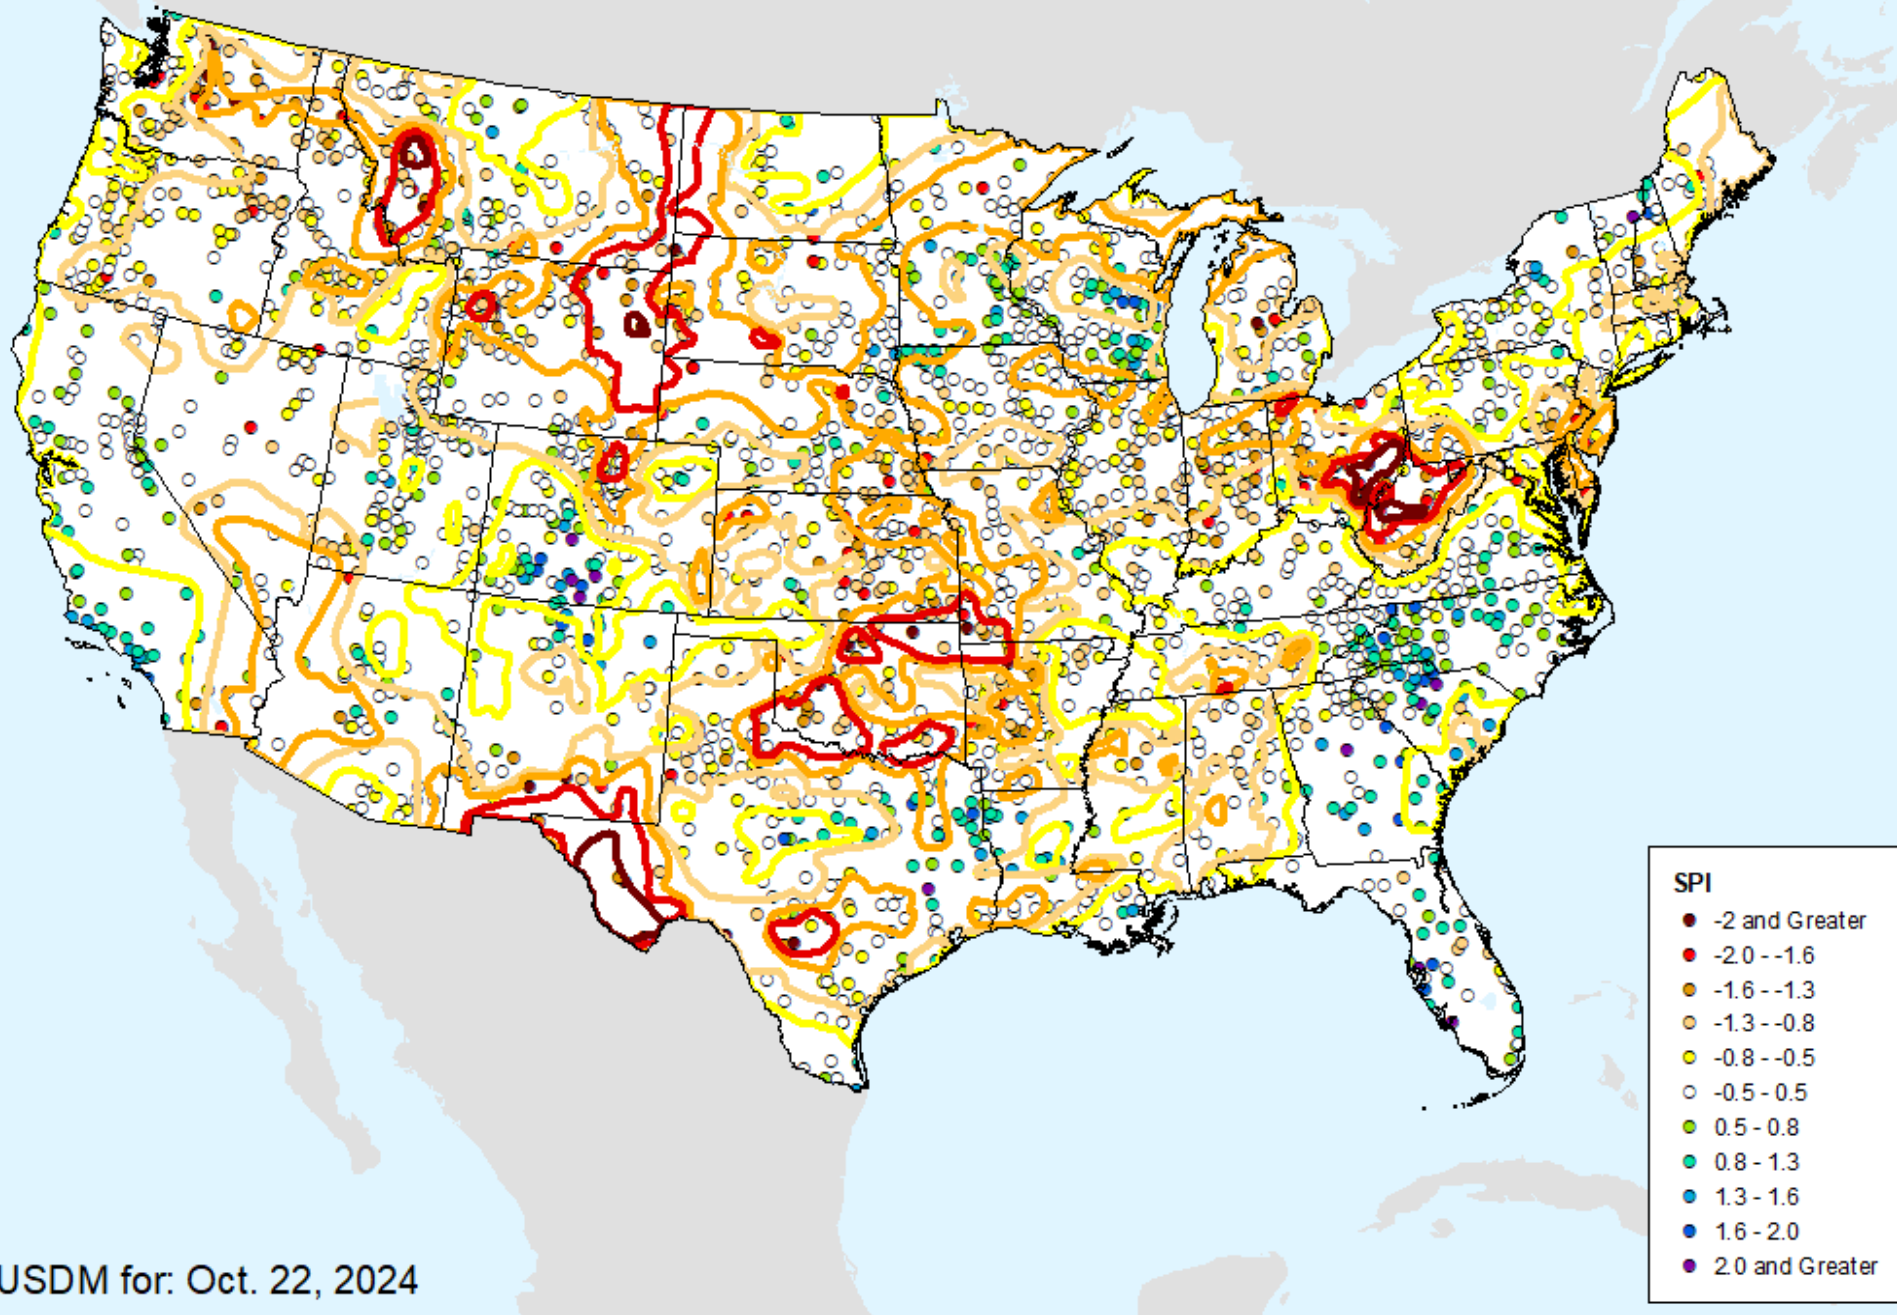 SPI
-2 and Greater
-2.0 - -1.6
-1.6 - -1.3
-1.3 - -0.8
-0.8 - -0.5
-0.5 - 0.5
0.5 - 0.8
0.8 - 1.3
1.3 - 1.6
1.6 - 2.0
2.0 and Greater
USDM for: Oct. 22, 2024